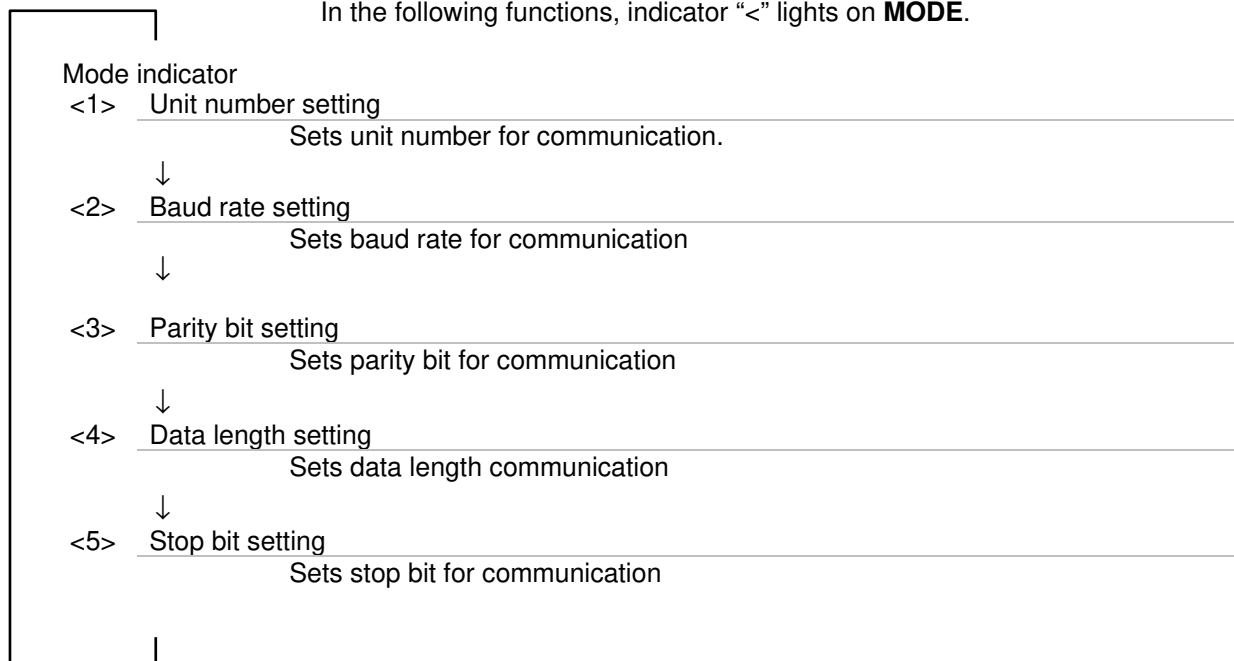 In the following functions, indicator “<” lights on MODE.
Mode indicator
<1> Unit number setting
Sets unit number for communication.
↓
<2> Baud rate setting
Sets baud rate for communication
↓
<3> Parity bit setting
Sets parity bit for communication
↓
<4> Data length setting
Sets data length communication
↓
<5> Stop bit setting
Sets stop bit for communication